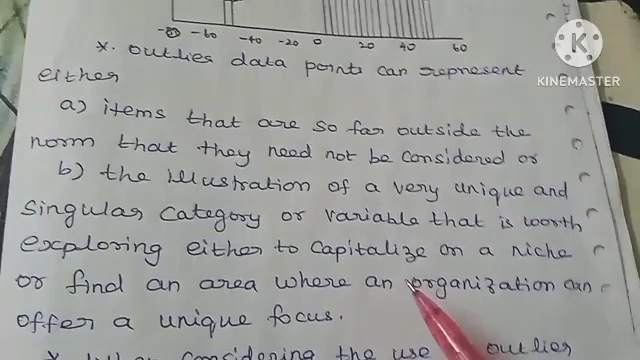 -80 -60 -40 -20 0 20 40 60
KINEMASTER
*. Outlies data points can represent
either
a) items that are so far outside the
norm that they need not be considered or
b) the illustration of a very unique and
singular category or variable that is worth
exploring either to capitalize on a niche
or find an area where an organization can
offer a unique focus.
considering the use outlies